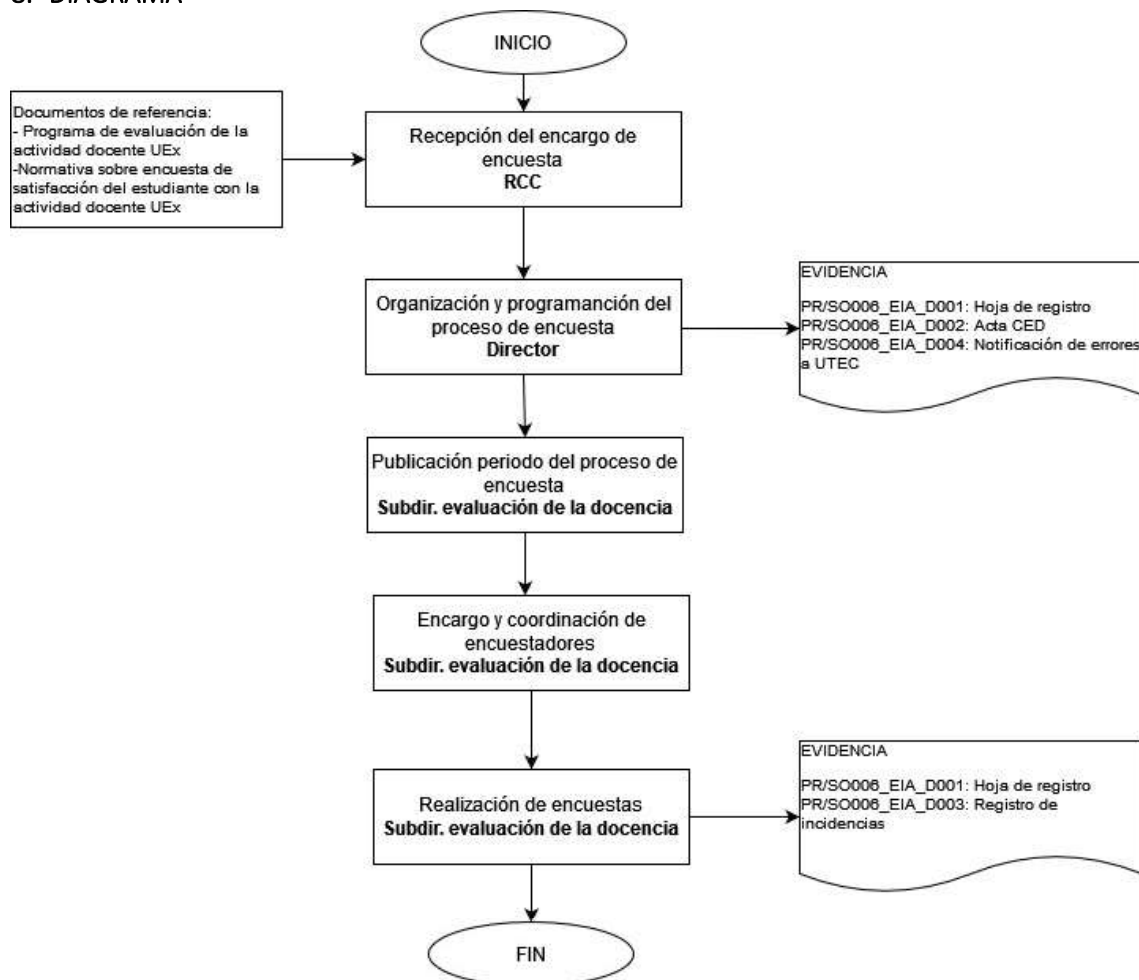 DIAGRAMA
INICIO
Documentos de referencia:
- Programa de evaluación de la
actividad docente UEx
-Normativa sobre encuesta de
satisfacción del estudiante con la
actividad docente UEx
Recepción del encargo de
encuesta
RCC
Organización y programanción del
proceso de encuesta
Director
EVIDENCIA
PR/SO006_EIA_D001: Hoja de registro
PR/SO006_EIA_D002: Acta CED
PR/SO006_EIA_D004: Notificación de errores
a UTEC
Publicación periodo del proceso de
encuesta
Subdir. evaluación de la docencia
Encargo y coordinación de
encuestadores
Subdir. evaluación de la docencia
Realización de encuestas
Subdir. evaluación de la docencia
EVIDENCIA
PR/SO006_EIA_D001: Hoja de registro
PR/SO006_EIA_D003: Registro de
incidencias
FIN